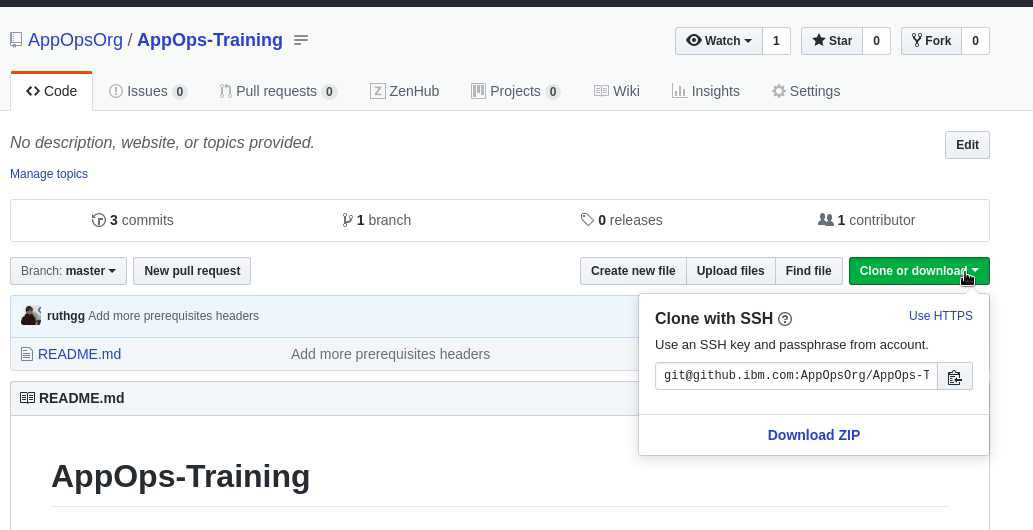 AppOpsOrg / AppOps-Training
Watch 1 Star 0 Fork 0
Code Issues 0 Pull requests 0 ZenHub Projects 0 Wiki Insights Settings
No description, website, or topics provided.
Edit
Manage topics
3 commits 1 branch 0 releases 1 contributor
Branch: master New pull request Create new file Upload files Find file Clone or download
ruthgg Add more prerequisites headers
README.md Add more prerequisites headers
Clone with SSH ? Use HTTPS
Use an SSH key and passphrase from account.
git@github.ibm.com:AppOpsOrg/AppOps-T
Download ZIP
README.md
AppOps-Training